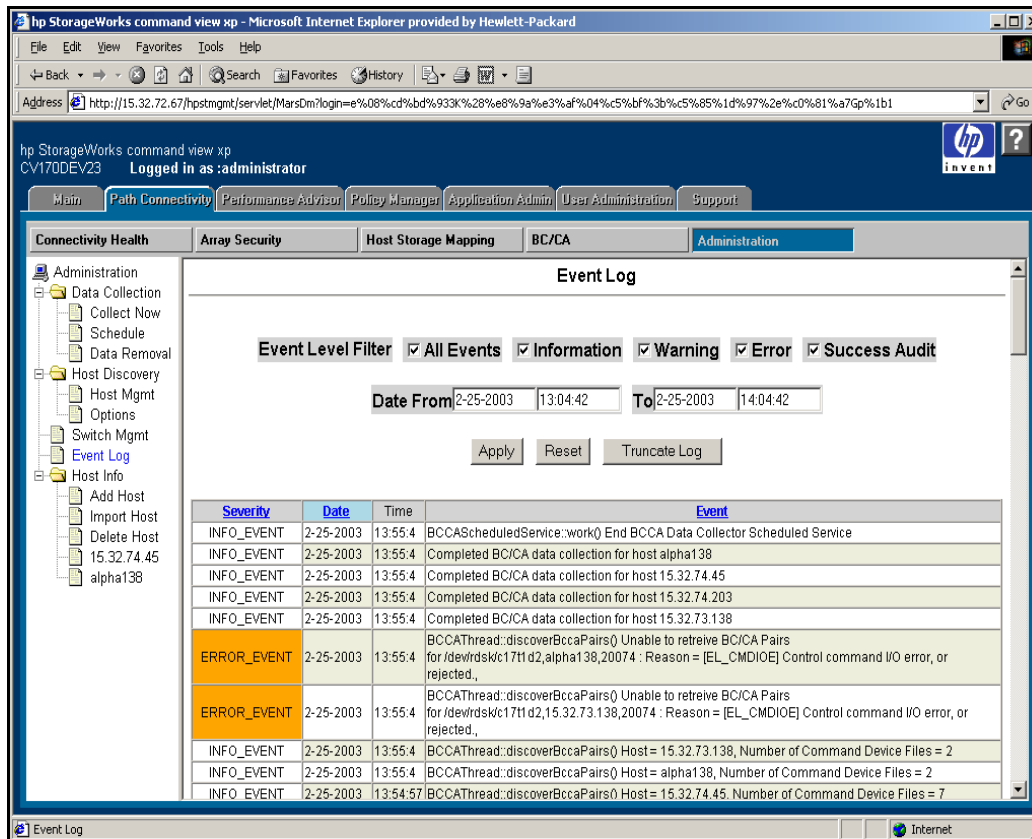 hp StorageWorks command view xp - Microsoft Internet Explorer provided by Hewlett-Packard
File Edit View Favorites Tools Help
Back Search Favorites History
Address http://15.32.72.67/hpstmgmt/servlet/MarsDm?login=e%08%cd%bd%933K%28%e8%9a%e3%af%04%c5%bf%3b%c5%85%1d%97%2e%c0%81%a7Gp%1b1 Go
hp StorageWorks command view xp
CV170DEV23 Logged in as :administrator
hp invent ?
Main Path Connectivity Performance Advisor Policy Manager Application Admin User Administration Support
Connectivity Health Array Security Host Storage Mapping BC/CA Administration
Administration
Data Collection
Collect Now
Schedule
Data Removal
Host Discovery
Host Mgmt
Options
Switch Mgmt
Event Log
Host Info
Add Host
Import Host
Delete Host
15.32.74.45
alpha138
Event Log
Event Level Filter All Events Information Warning Error Success Audit
Date From 2-25-2003 13:04:42 To 2-25-2003 14:04:42
Apply Reset Truncate Log
Severity Date Time Event
INFO_EVENT 2-25-2003 13:55:4 BCCAScheduledService::work() End BCCA Data Collector Scheduled Service
INFO_EVENT 2-25-2003 13:55:4 Completed BC/CA data collection for host alpha138
INFO_EVENT 2-25-2003 13:55:4 Completed BC/CA data collection for host 15.32.74.45
INFO_EVENT 2-25-2003 13:55:4 Completed BC/CA data collection for host 15.32.74.203
INFO_EVENT 2-25-2003 13:55:4 Completed BC/CA data collection for host 15.32.73.138
BCCAThread::discoverBccaPairs() Unable to retreive BC/CA Pairs
ERROR_EVENT 2-25-2003 13:55:4 for /dev/rdsk/c17t1d2,alpha138,20074 : Reason = [EL_CMDIOE] Control command I/O error, or
rejected.,
BCCAThread::discoverBccaPairs() Unable to retreive BC/CA Pairs
ERROR_EVENT 2-25-2003 13:55:4 for /dev/rdsk/c17t1d2,15.32.73.138,20074 : Reason = [EL_CMDIOE] Control command I/O error, or
rejected.,
INFO_EVENT 2-25-2003 13:55:4 BCCAThread::discoverBccaPairs() Host = 15.32.73.138, Number of Command Device Files = 2
INFO_EVENT 2-25-2003 13:55:4 BCCAThread::discoverBccaPairs() Host = alpha138, Number of Command Device Files = 2
INFO_EVENT 2-25-2003 13:54:57 BCCAThread::discoverBccaPairs() Host = 15.32.74.45, Number of Command Device Files = 7
Event Log Internet